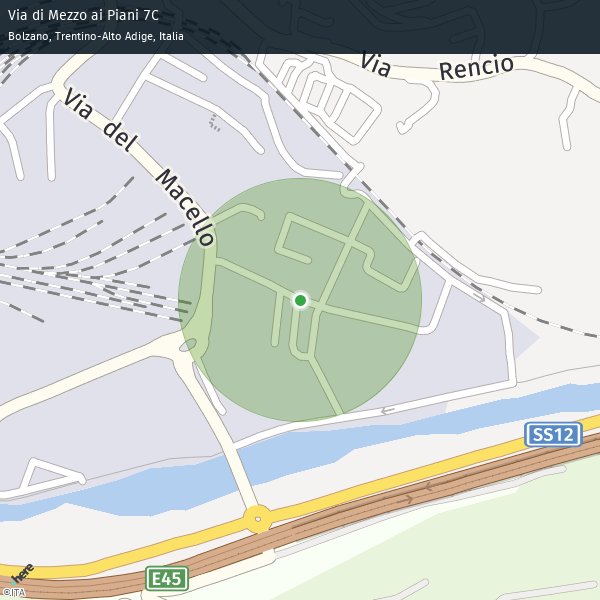 Via di Mezzo ai Piani 7C
Bolzano, Trentino-Alto Adige, Italia
Via Rencio
Via del Macello
SS12
E45
here
©ITA